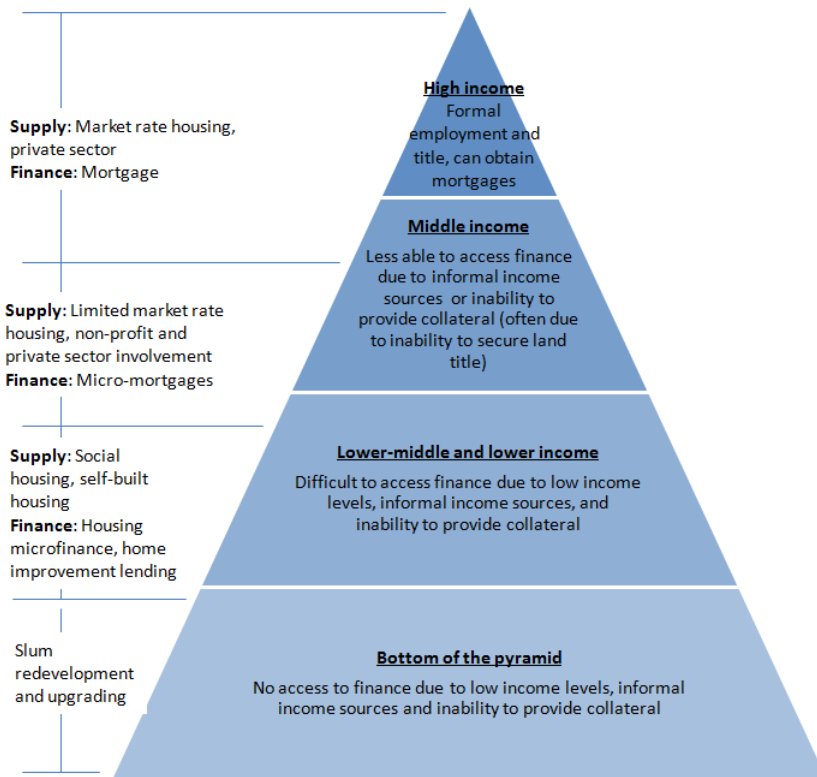 High income
Formal
employment and
title, can obtain
mortgages
Supply: Market rate housing,
private sector
Finance: Mortgage
Middle income
Less able to access finance
due to informal income
sources or inability to
provide collateral (often due
to inability to secure land
title)
Supply: Limited market rate
housing, non-profit and
private sector involvement
Finance: Micro-mortgages
Lower-middle and lower income
Difficult to access finance due to low income
levels, informal income sources, and
inability to provide collateral
Supply: Social
housing, self-built
housing
Finance: Housing
microfinance, home
improvement lending
Bottom of the pyramid
No access to finance due to low income levels, informal
income sources and inability to provide collateral
Slum
redevelopment
and upgrading